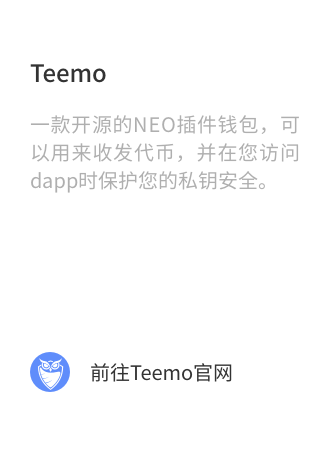 Teemo
一款开源的NEO插件钱包，可
以用来收发代币，并在您访问
dapp时保护您的私钥安全。
前往Teemo官网